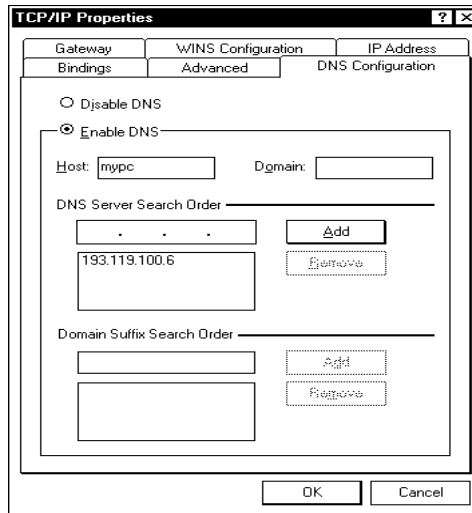 TCP/IP Properties
Gateway WINS Configuration IP Address
Bindings Advanced DNS Configuration
Disable DNS
Enable DNS
Host: mypc Domain:
DNS Server Search Order
. . . Add
193.119.100.6 Remove
Domain Suffix Search Order
Add
Remove
OK Cancel